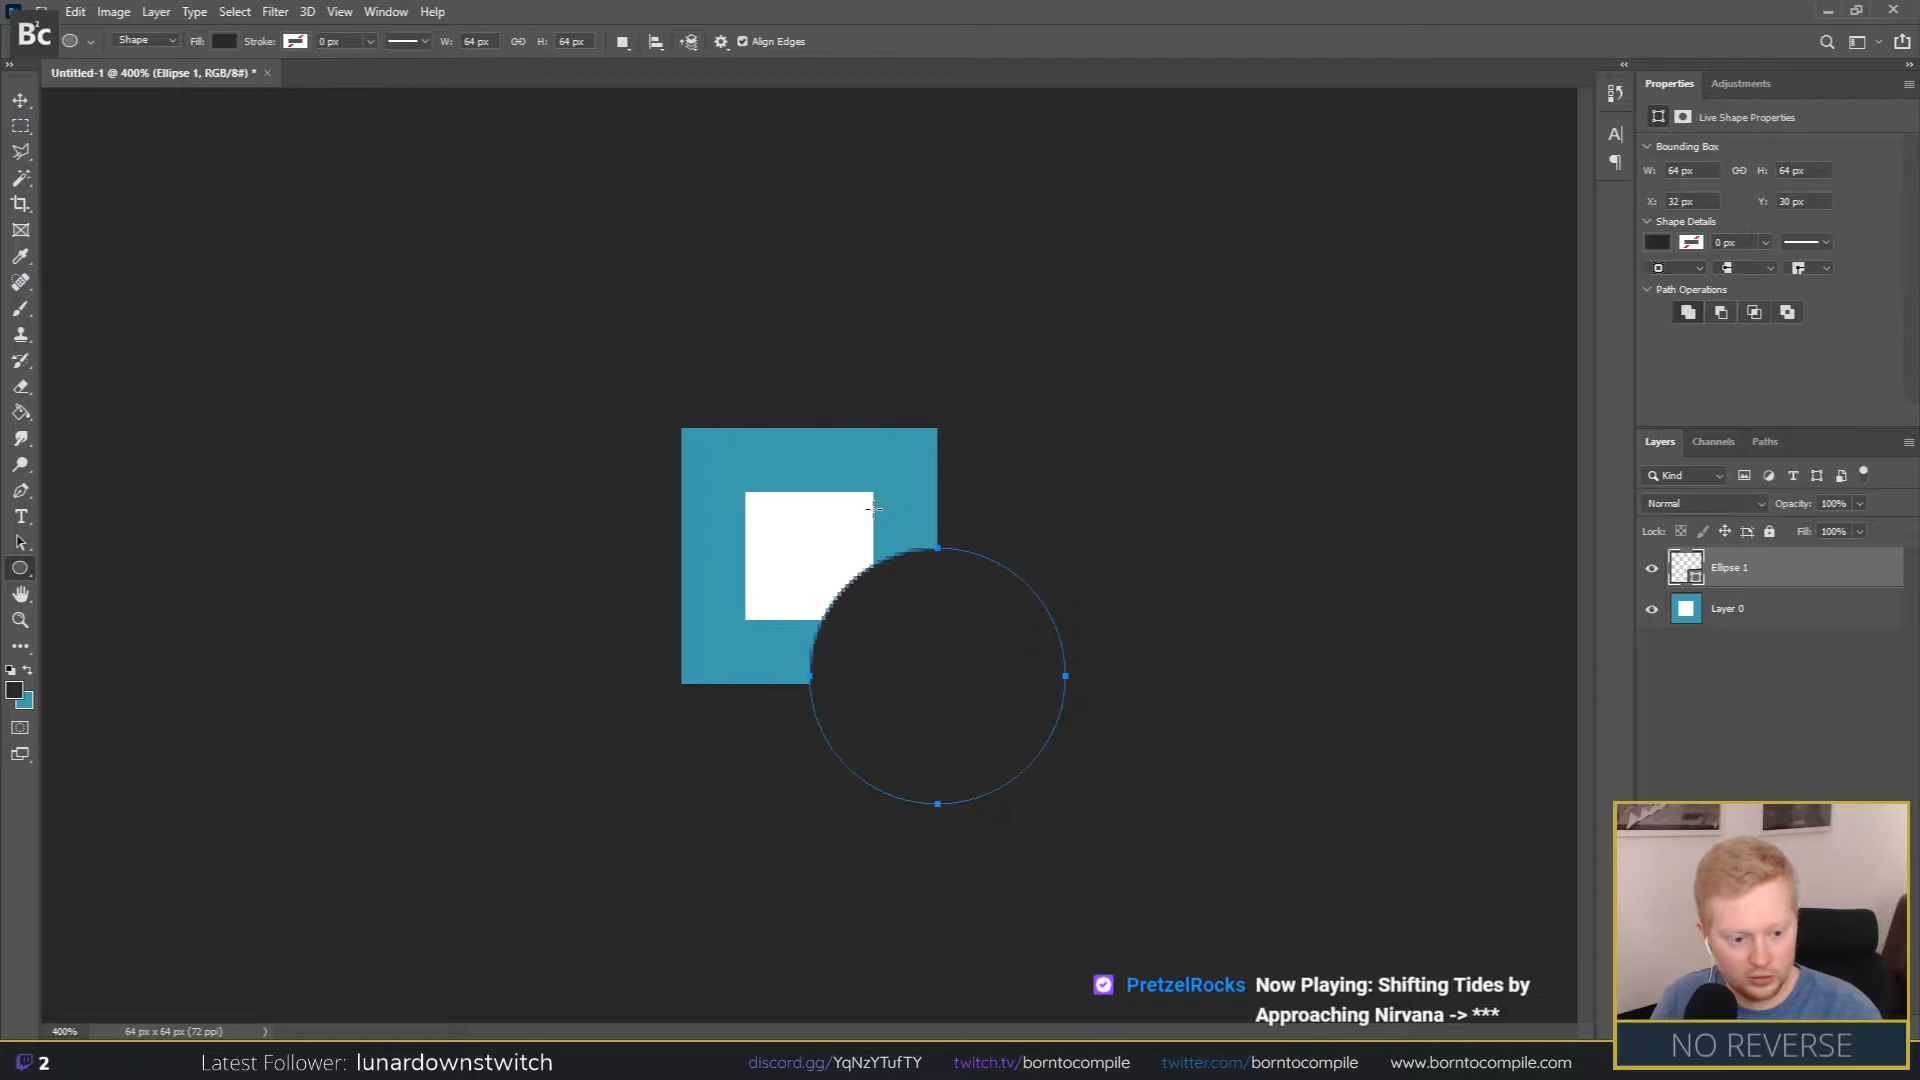 Edit Image Layer Type Select Filter 3D View Window Help
Bc 2
Shape Fill: Stroke: 0 px W: 64 px H: 64 px Align Edges
Untitled-1 @ 400% (Ellipse 1, RGB/8#) * ×
Properties Adjustments
Live Shape Properties
Bounding Box
W: 64 px H: 64 px
X: 32 px Y: 30 px
Shape Details
0 px
Path Operations
Layers Channels Paths
Kind
Normal Opacity: 100%
Lock: Fill: 100%
Ellipse 1
Layer 0
PretzelRocks Now Playing: Shifting Tides by
Approaching Nirvana -> ***
400% 64 px x 64 px (72 ppi)
2 Latest Follower: lunardownstwitch discord.gg/YqNzYTufTY twitch.tv/borntocompile twitter.com/borntocompile www.borntocompile.com
NO REVERSE